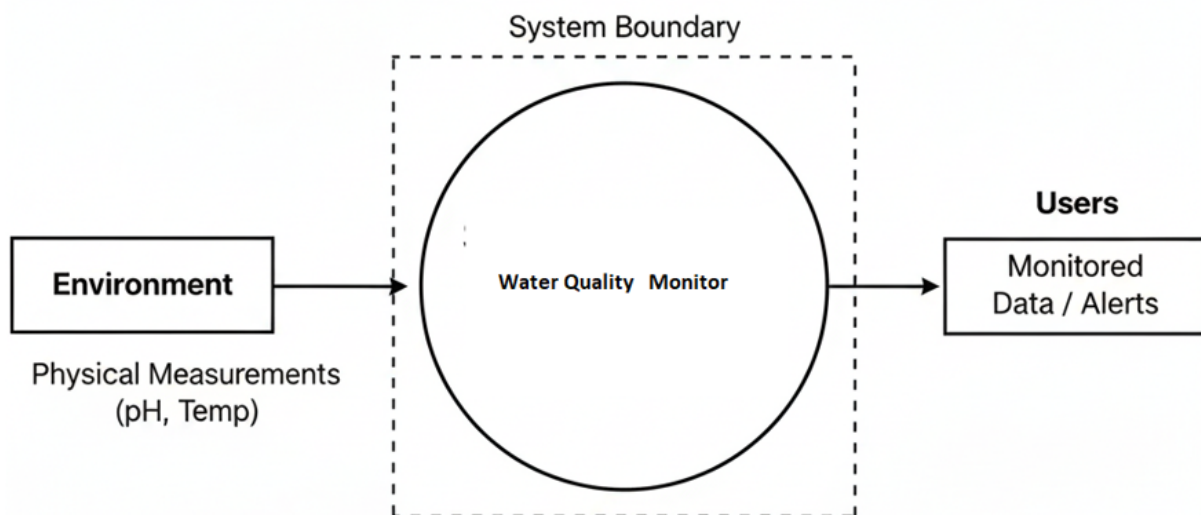 System Boundary
Environment
Physical Measurements
(pH, Temp)
Water Quality Monitor
Users
Monitored
Data / Alerts